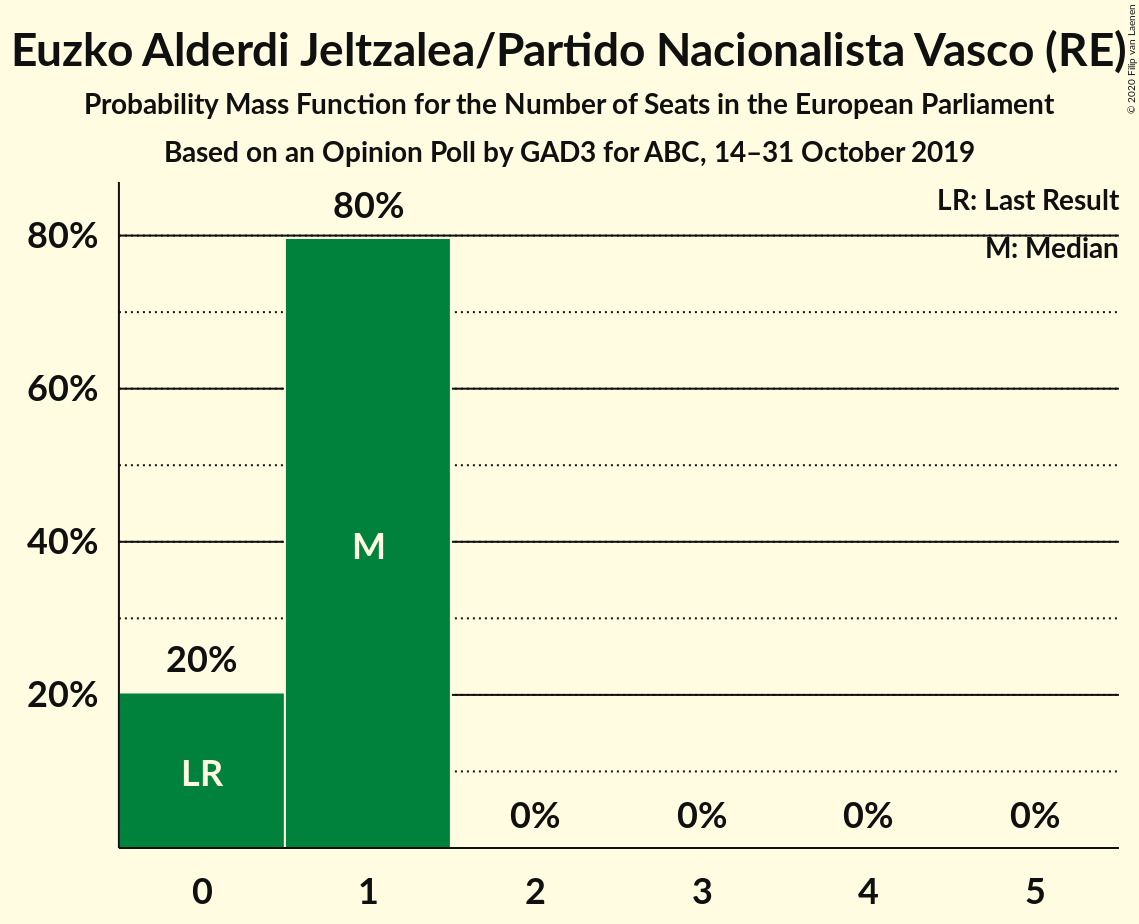 Euzko Alderdi Jeltzalea/Partido Nacionalista Vasco (RE)
© 2020 Filip van Laenen
Probability Mass Function for the Number of Seats in the European Parliament
Based on an Opinion Poll by GAD3 for ABC, 14–31 October 2019
LR: Last Result
M: Median
80%
80%
60%
40%
M
20%
20%
LR
0%
0%
0%
0%
0
1
2
3
4
5